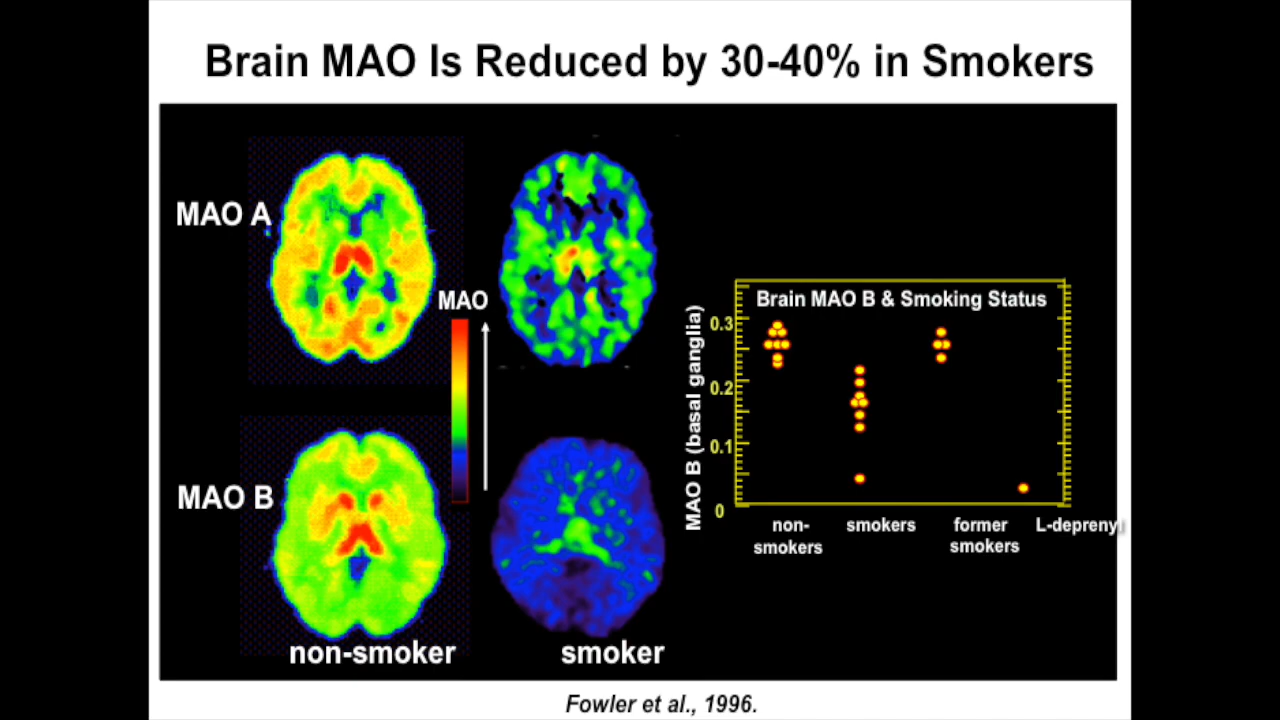 Brain MAO Is Reduced by 30-40% in Smokers
MAO A
MAO
MAO B
non-smoker
smoker
Brain MAO B & Smoking Status
MAO B (basal ganglia)
0.3
0.2
0.1
0
non-
smokers
smokers
former
smokers
L-deprenyl
Fowler et al., 1996.